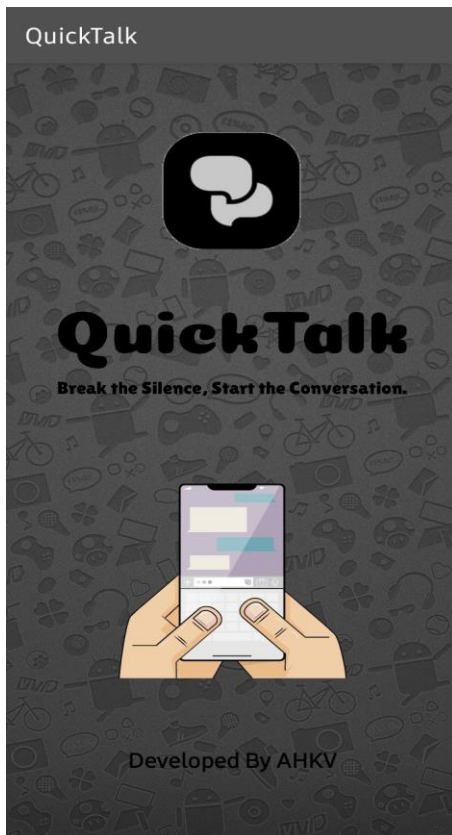 QuickTalk
QuickTalk
Break the Silence, Start the Conversation.
Developed By AHKV